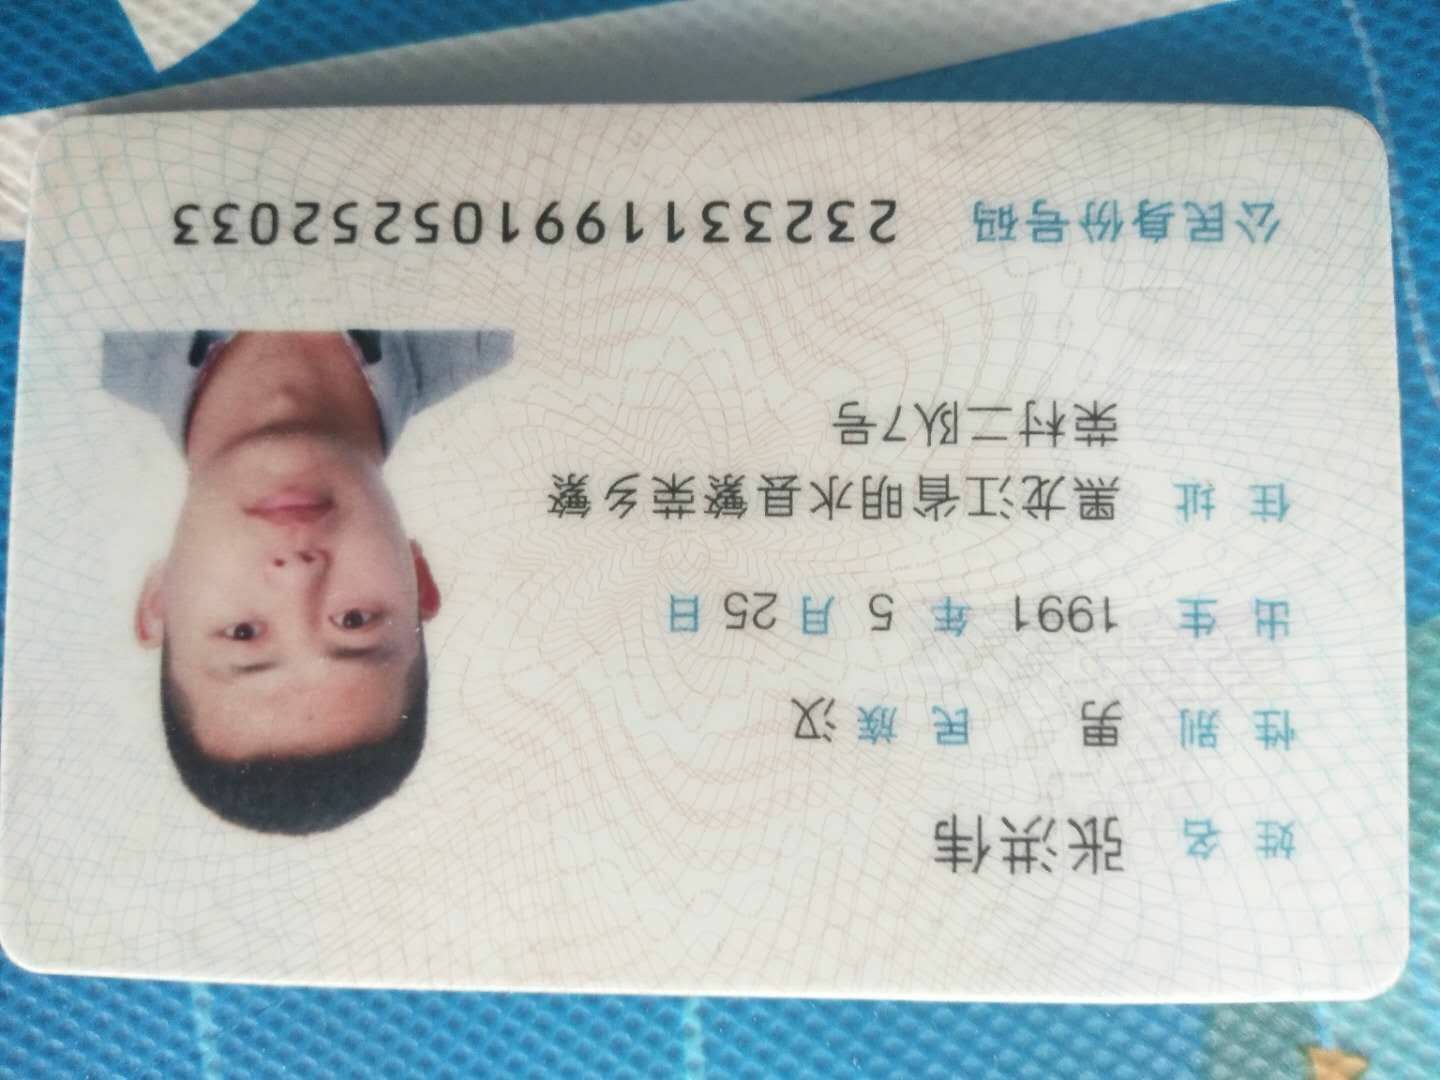 姓名 张洪伟
性别 男 民族 汉
出生 1991 年 5 月 25 日
住址 黑龙江省明水县繁荣乡繁
荣村二队7号
公民身份号码 232331199105252033